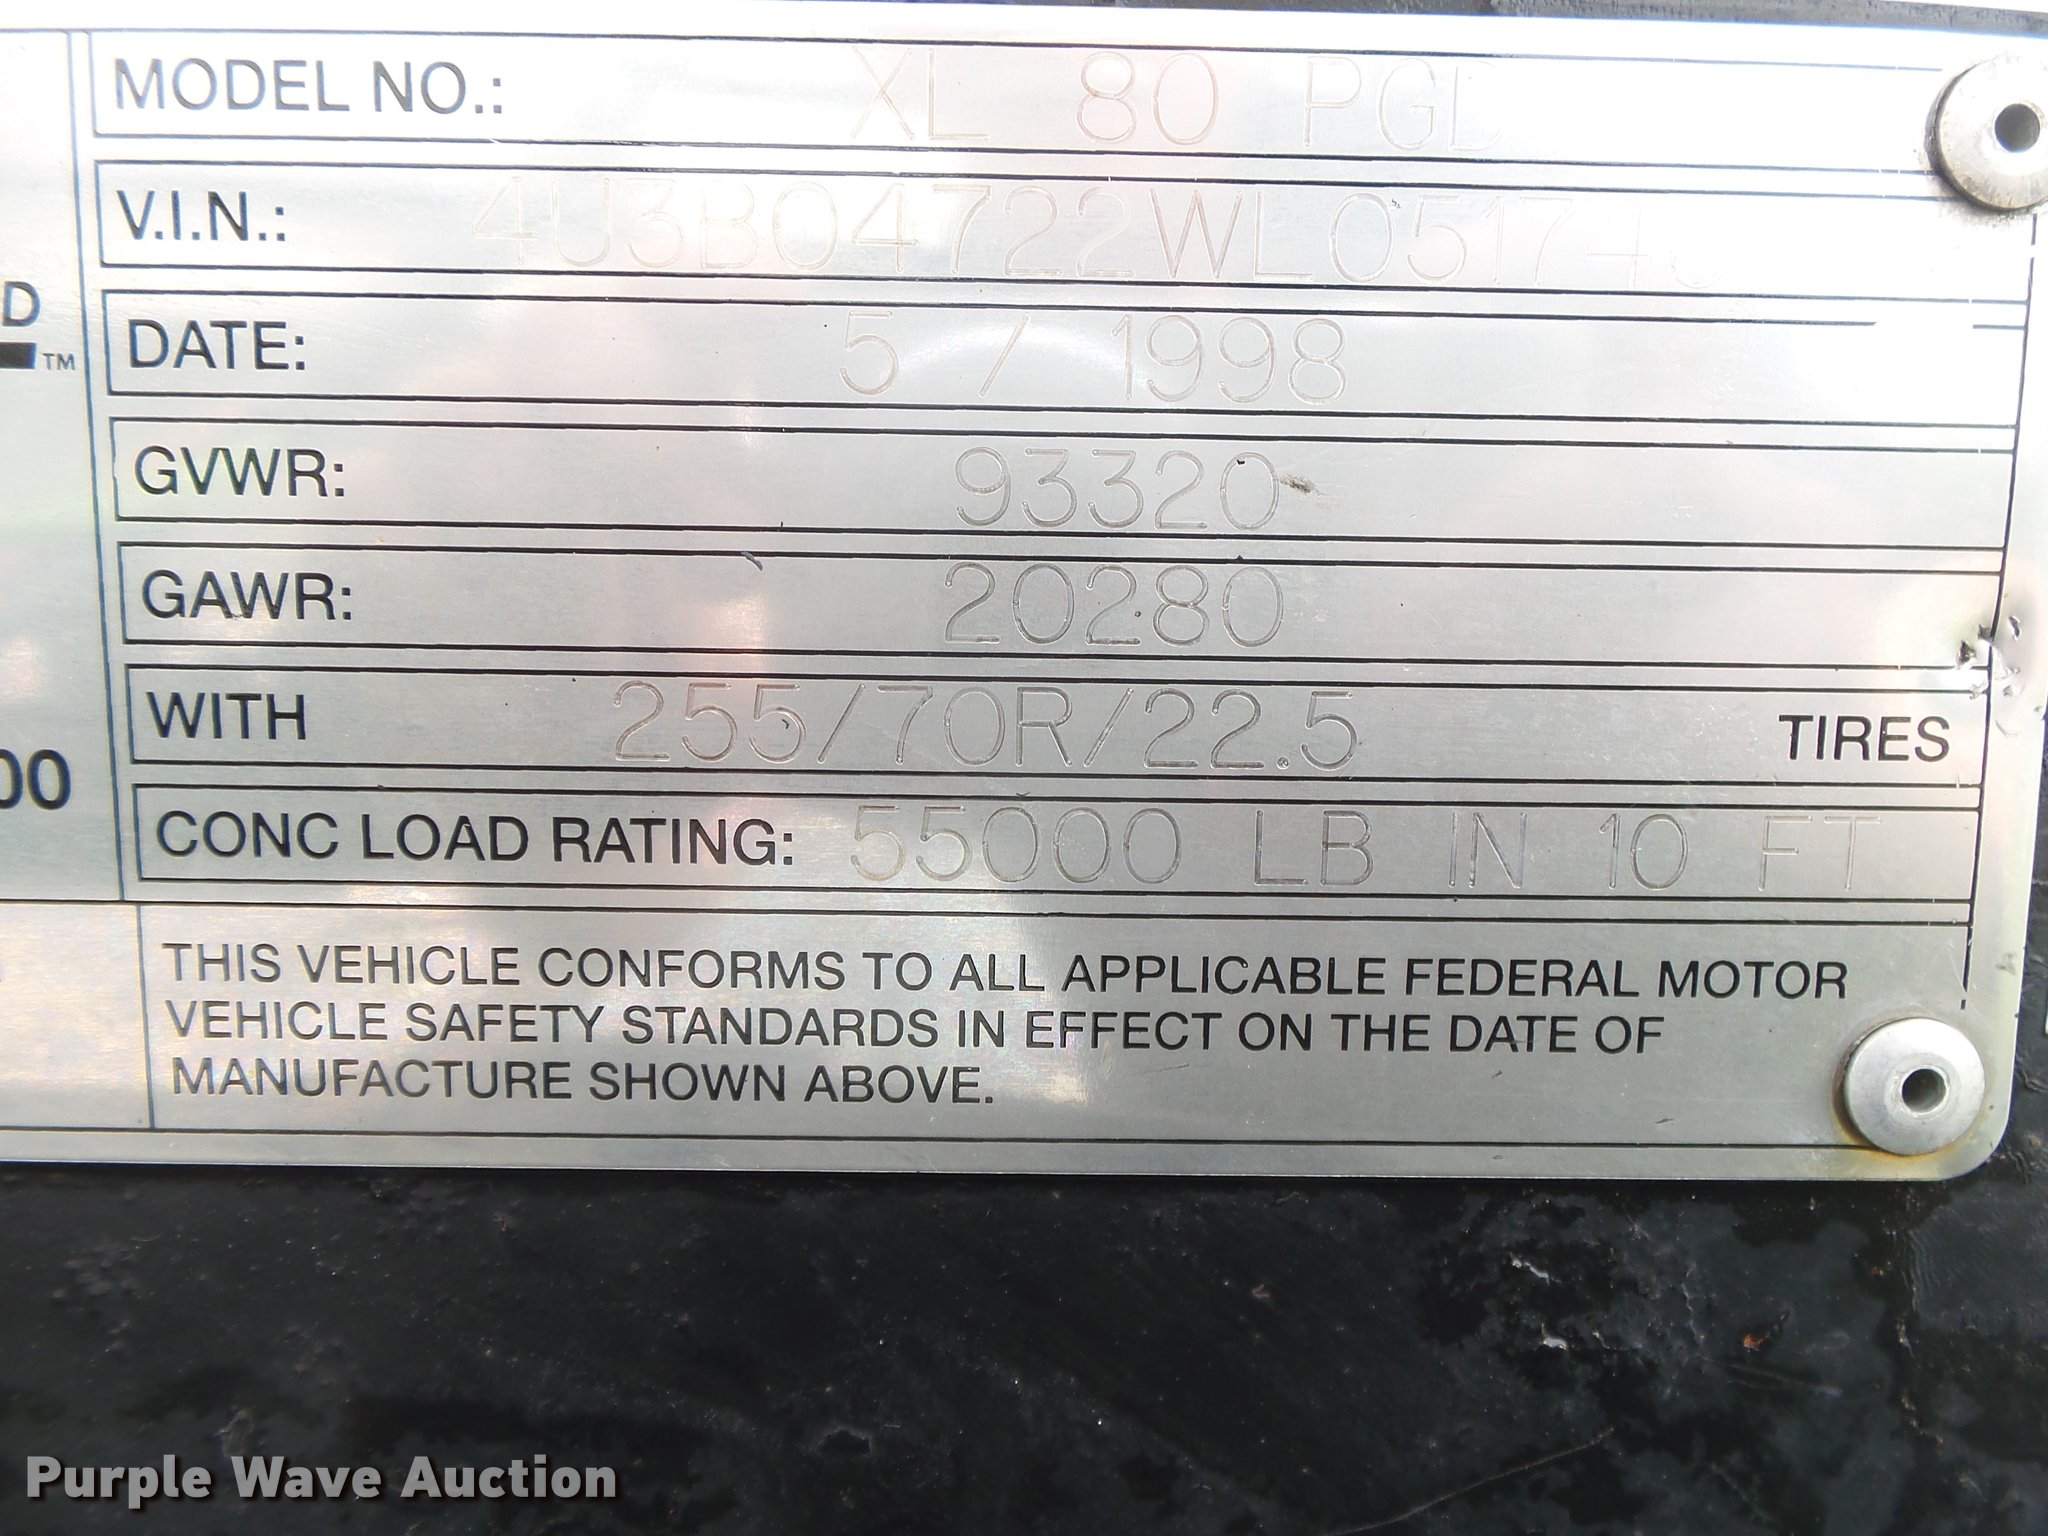 MODEL NO.: XL 80 PGD
V.I.N.:
DATE: 5 / 1998
GVWR: 93320
GAWR: 20280
WITH 255/70R/22.5 TIRES
CONC LOAD RATING: 55000 LB IN 10 FT
THIS VEHICLE CONFORMS TO ALL APPLICABLE FEDERAL MOTOR
VEHICLE SAFETY STANDARDS IN EFFECT ON THE DATE OF
MANUFACTURE SHOWN ABOVE.
D
TM
00
Purple Wave Auction